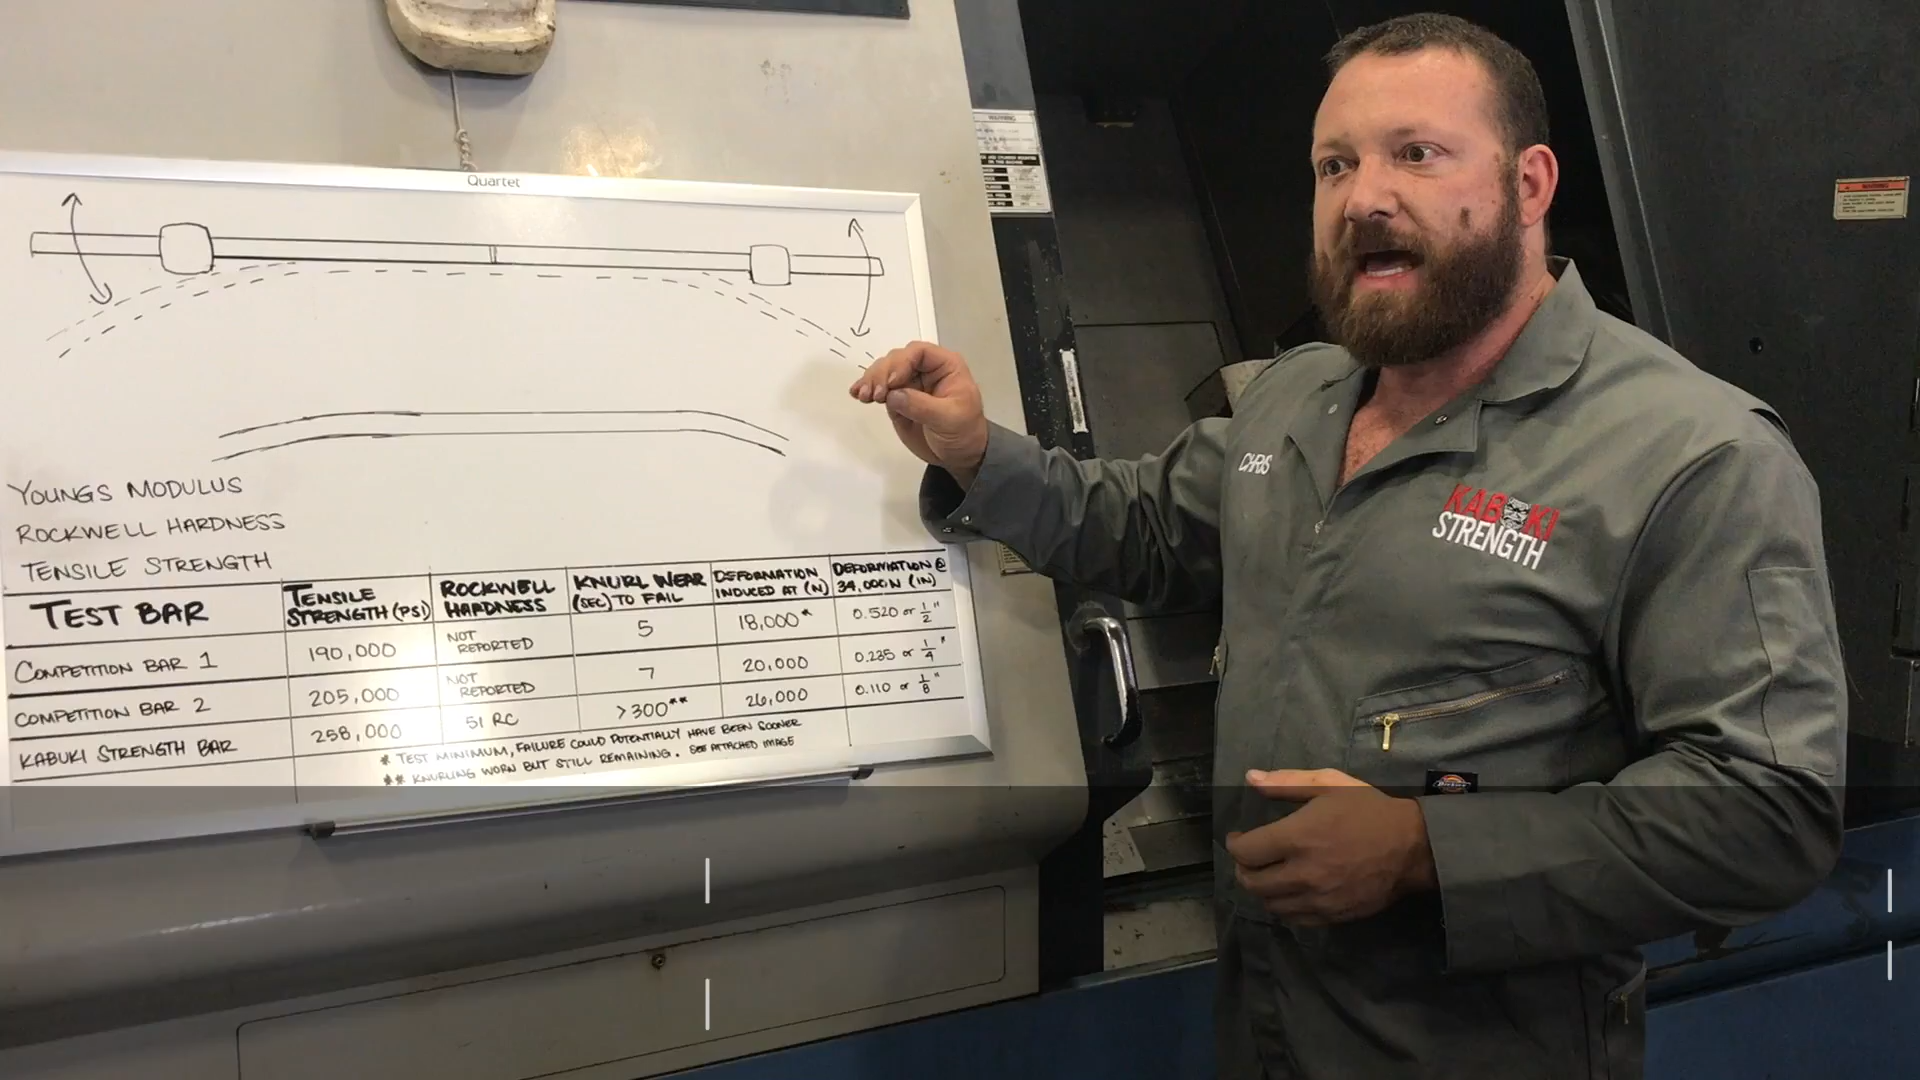 Quartet
WARNING
WARNING
YOUNGS MODULUS
ROCKWELL HARDNESS
TENSILE STRENGTH
TEST BAR
TENSILE STRENGTH (PSI)
ROCKWELL HARDNESS
KNURL WEAR (SEC) TO FAIL
DEFORMATION INDUCED AT (N)
DEFORMATION @ 34,000N (IN)
COMPETITION BAR 1
190,000
NOT REPORTED
5
18,000*
0.520 or 1/2"
COMPETITION BAR 2
205,000
NOT REPORTED
7
20,000
0.235 or 1/4"
KABUKI STRENGTH BAR
258,000
51 RC
>300**
26,000
0.110 or 1/8"
* TEST MINIMUM, FAILURE COULD POTENTIALLY HAVE BEEN SOONER
** KNURLING WORN BUT STILL REMAINING. SEE ATTACHED IMAGE
CHRIS
KABUKI
STRENGTH
Dickies